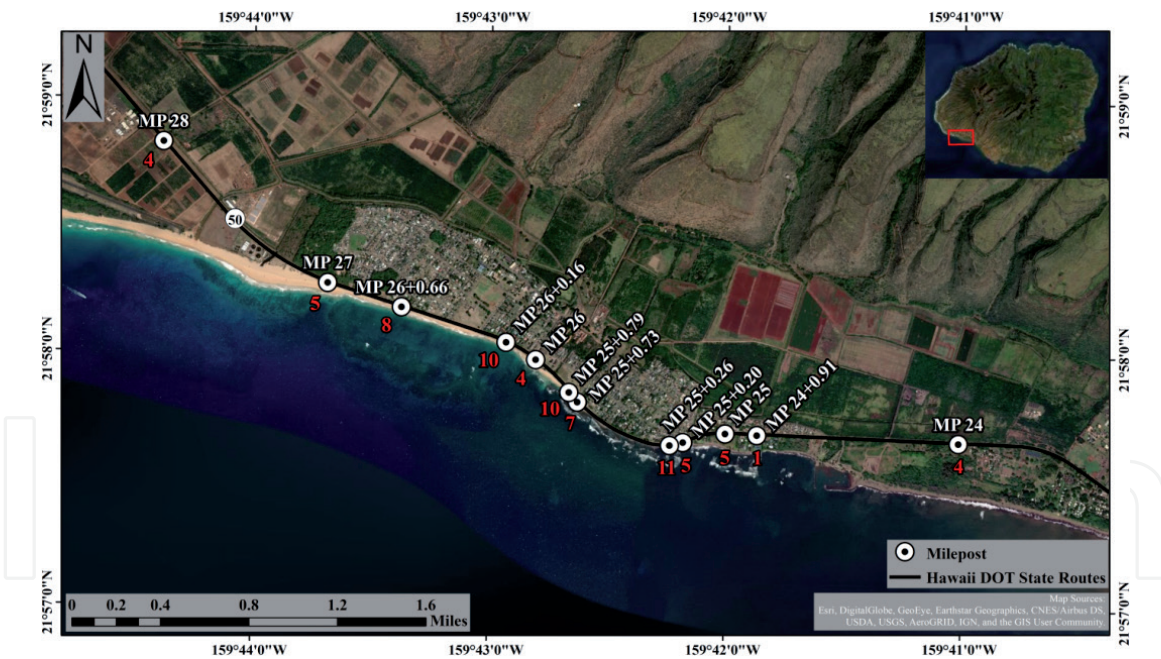 159°44'0"W 159°43'0"W 159°42'0"W 159°41'0"W
N
21°59'0"N 21°59'0"N
MP 28
4
50
MP 27
5
MP 26+0.66
8
MP 26+0.16
10
MP 26
4
MP 25+0.79
10
MP 25+0.73
7
MP 25+0.26
11
MP 25+0.20
5
MP 25
5
MP 24+0.91
1
MP 24
4
21°58'0"N 21°58'0"N
Milepost
Hawaii DOT State Routes
Map Sources:
Esri, DigitalGlobe, GeoEye, Earthstar Geographics, CNES/Airbus DS,
USDA, USGS, AeroGRID, IGN, and the GIS User Community.
21°57'0"N 21°57'0"N
0 0.2 0.4 0.8 1.2 1.6
Miles
159°44'0"W 159°43'0"W 159°42'0"W 159°41'0"W